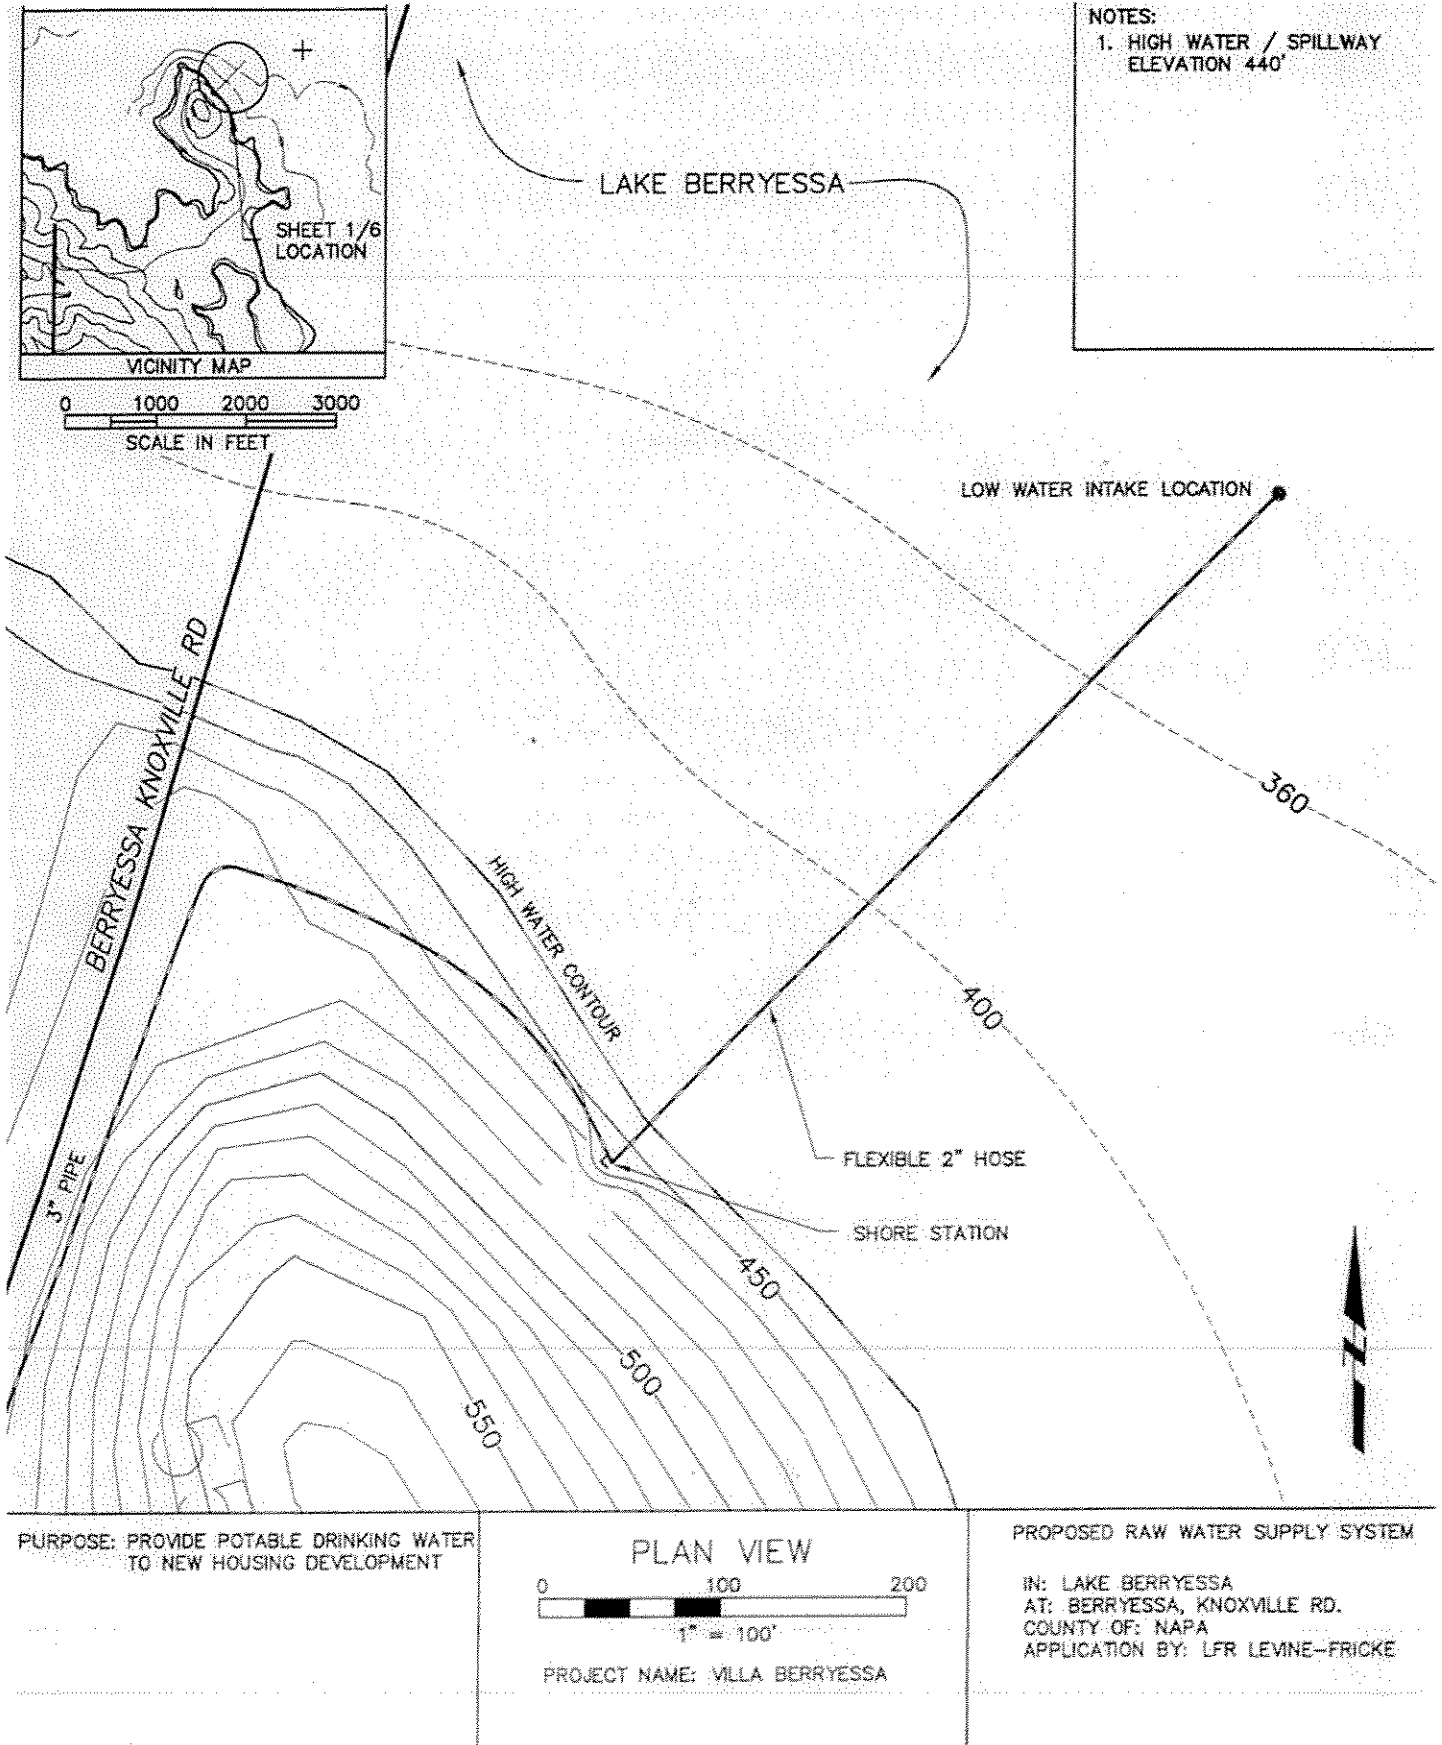 NOTES:
1. HIGH WATER / SPILLWAY
ELEVATION 440'
LAKE BERRYESSA
SHEET 1/6
LOCATION
VICINITY MAP
0 1000 2000 3000
SCALE IN FEET
LOW WATER INTAKE LOCATION
BERRYESSA KNOXVILLE RD
360
HIGH WATER CONTOUR
400
3" PIPE
FLEXIBLE 2" HOSE
SHORE STATION
450
500
550
N
PURPOSE: PROVIDE POTABLE DRINKING WATER
TO NEW HOUSING DEVELOPMENT
PLAN VIEW
0 100 200
1" = 100'
PROJECT NAME: VILLA BERRYESSA
PROPOSED RAW WATER SUPPLY SYSTEM
IN: LAKE BERRYESSA
AT: BERRYESSA, KNOXVILLE RD.
COUNTY OF: NAPA
APPLICATION BY: LFR LEVINE-FRICKE